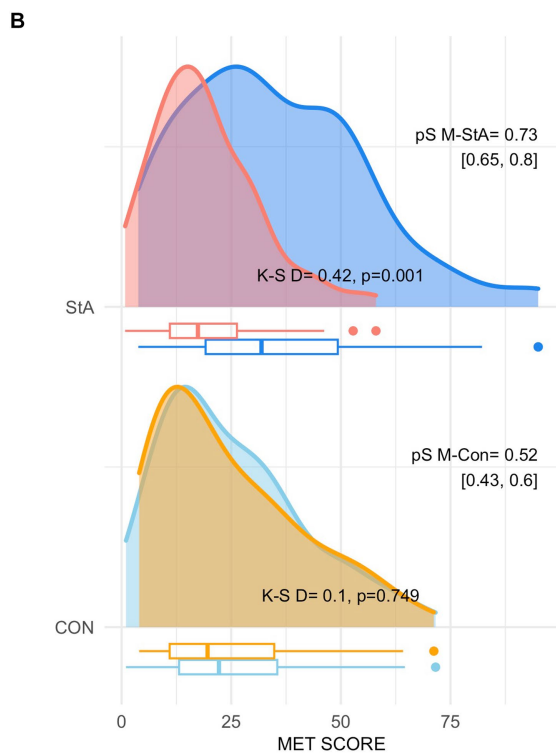 B
pS M-StA= 0.73
[0.65, 0.8]
K-S D= 0.42, p=0.001
StA
pS M-Con= 0.52
[0.43, 0.6]
K-S D= 0.1, p=0.749
CON
0 25 50 75
MET SCORE